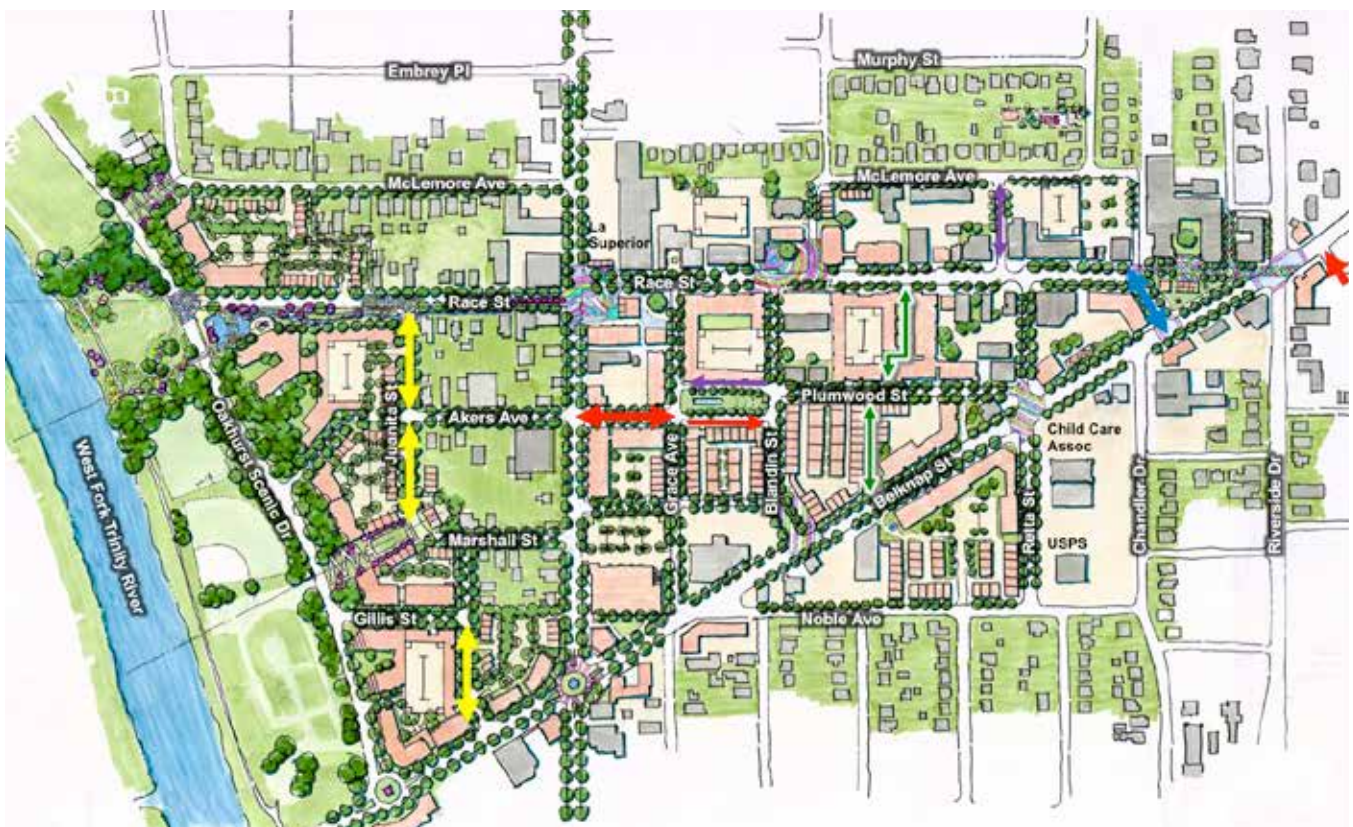 Murphy St
Embrey Pl
McLemore Ave
McLemore Ave
La
Superior
Race St
Race St
Juanita St
Oakhurst Scenic Dr
Akers Ave
Grace Ave
Plumwood St
Blandin St
Child Care
Assoc
Belknap St
West Fork Trinity River
Marshall St
Retta St
USPS
Chandler Dr
Riverside Dr
Gillis St
Noble Ave